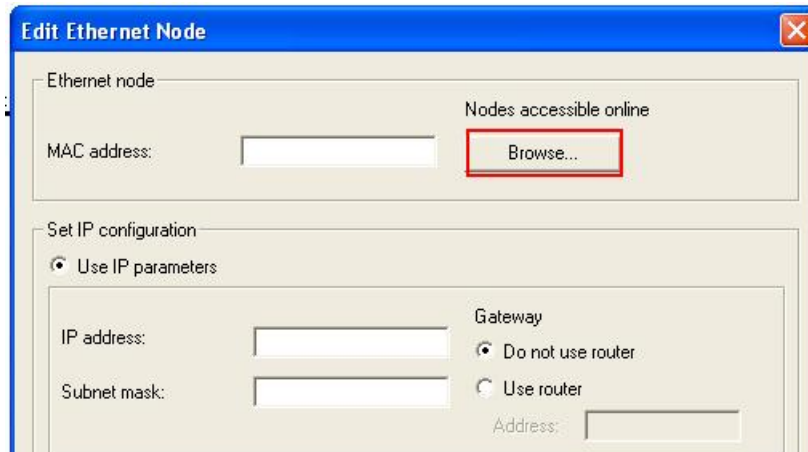 Edit Ethernet Node
Ethernet node
Nodes accessible online
MAC address:
Browse...
Set IP configuration
Use IP parameters
Gateway
IP address:
Do not use router
Subnet mask:
Use router
Address: